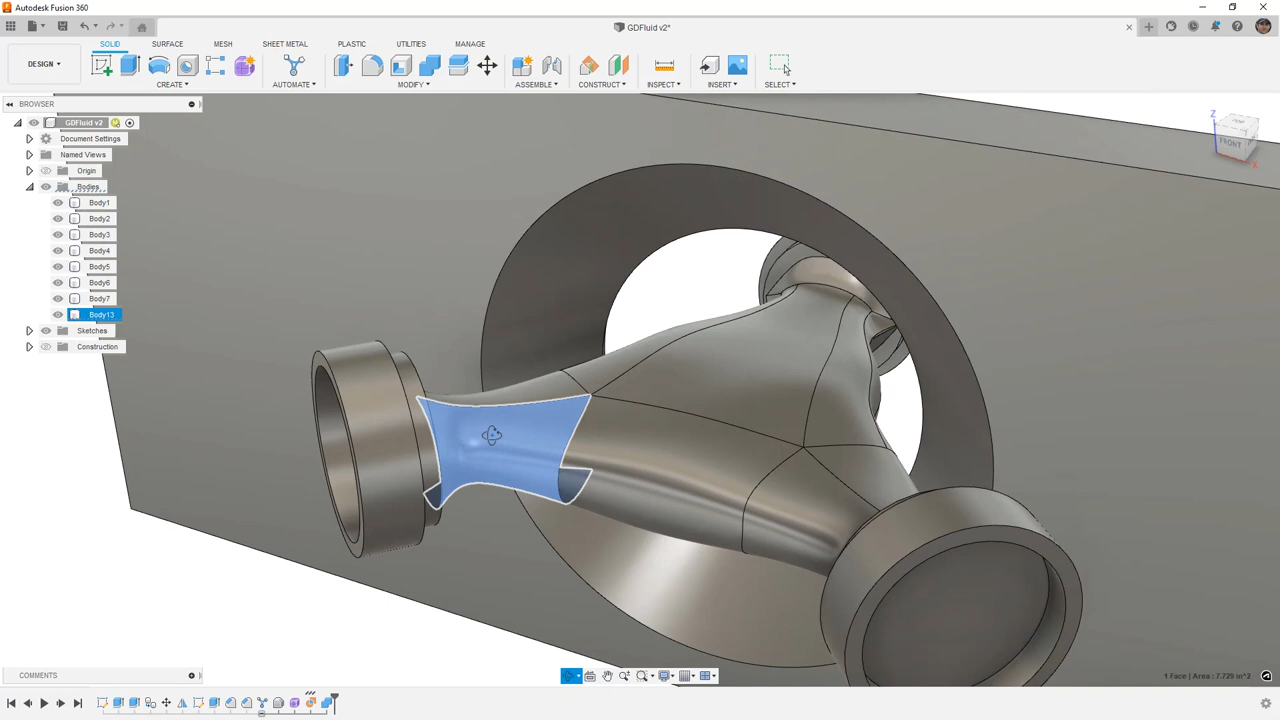 Autodesk Fusion 360
GDFluid v2*
DESIGN
SOLID
SURFACE
MESH
SHEET METAL
PLASTIC
UTILITIES
MANAGE
CREATE
AUTOMATE
MODIFY
ASSEMBLE
CONSTRUCT
INSPECT
INSERT
SELECT
BROWSER
GDFluid v2
Document Settings
Named Views
Origin
Bodies
Body1
Body2
Body3
Body4
Body5
Body6
Body7
Body13
Sketches
Construction
Z
TOP
FRONT
X
COMMENTS
1 Face | Area : 7.729 in^2